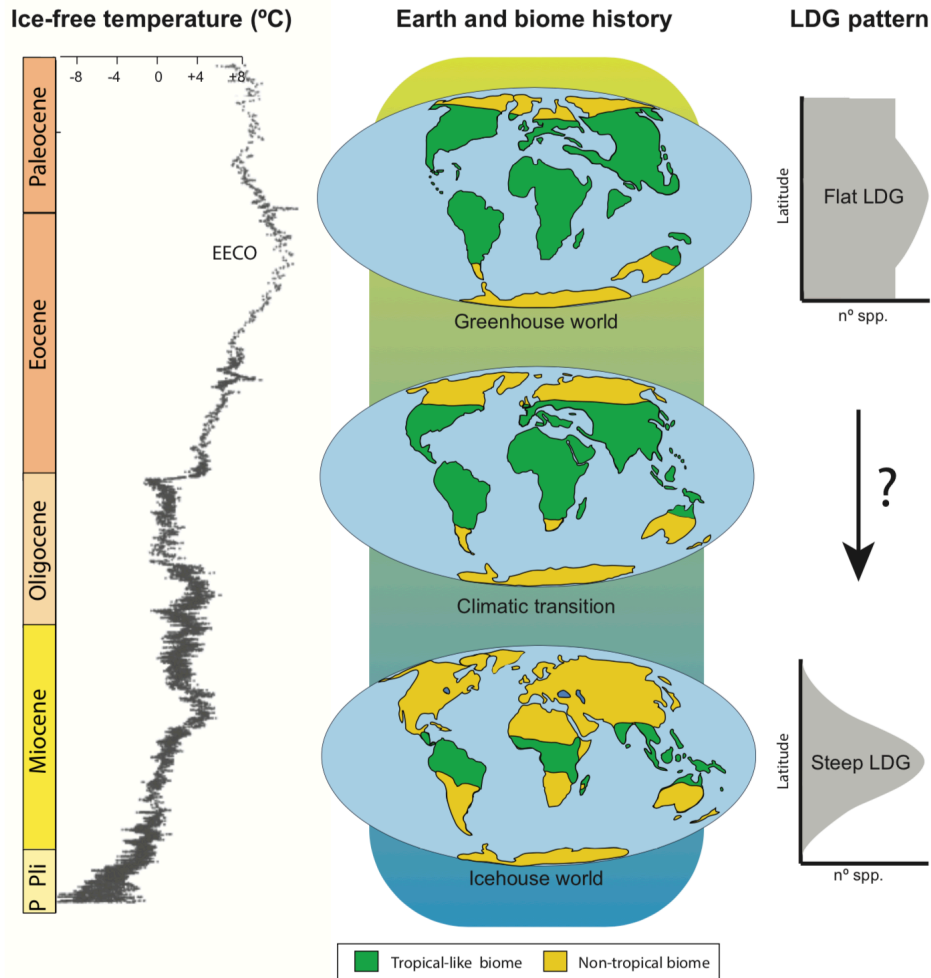 Ice-free temperature (ºC)
Earth and biome history
LDG pattern
-8 -4 0 +4 +8
Paleocene
Eocene
Oligocene
Miocene
Pli
P
EECO
Greenhouse world
Climatic transition
Icehouse world
Latitude
Flat LDG
nº spp.
?
Latitude
Steep LDG
nº spp.
Tropical-like biome
Non-tropical biome